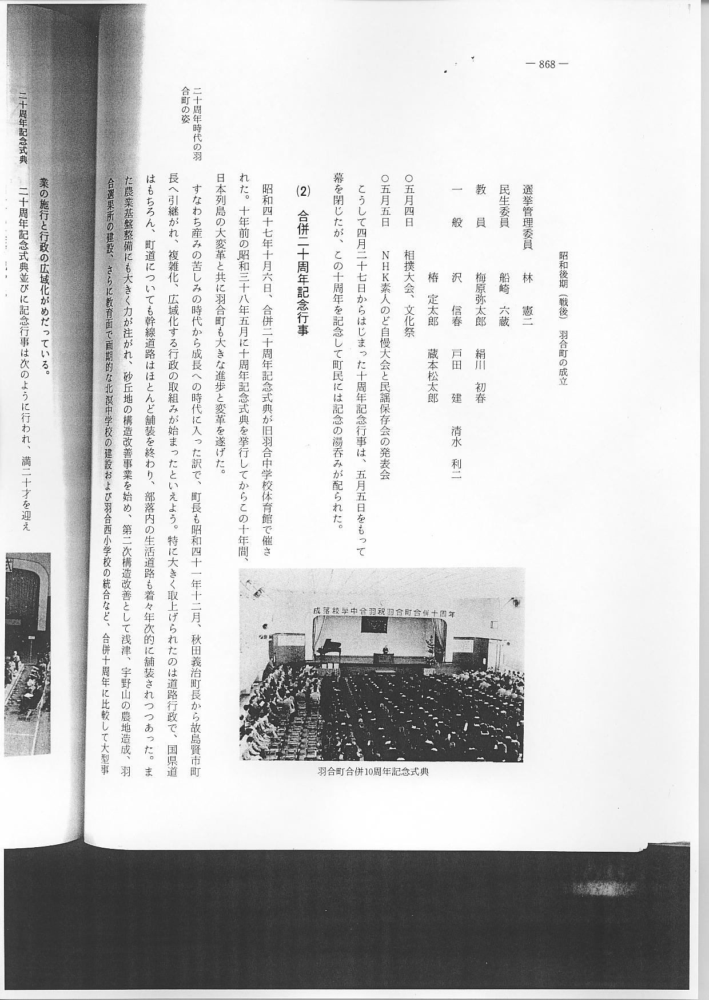 ― 868 ―
昭和後期（戦後） 羽合町の成立
選挙管理委員 林 憲二
民生委員 船崎 六蔵
教員 梅原弥太郎 絹川 初春
一般 沢 信春 戸田 建 清水 利二
椿 定太郎 蔵本松太郎
○五月四日 相撲大会、文化祭
○五月五日 ＮＨＫ素人のど自慢大会と民謡保存会の発表会
こうして四月二十七日からはじまった十周年記念行事は、五月五日をもって
幕を閉じたが、この十周年を記念して町民には記念の湯呑みが配られた。
(2) 合併二十周年記念行事
昭和四十七年十月六日、合併二十周年記念式典が旧羽合中学校体育館で催さ
れた。十年前の昭和三十八年五月に十周年記念式典を挙行してからこの十年間、
日本列島の大変革と共に羽合町も大きな進歩と変革を遂げた。
二十周年時代の羽
合町の姿
すなわち産みの苦しみの時代から成長への時代に入った訳で、町長も昭和四十一年十二月、秋田義治町長から故島賢市町
長へ引継がれ、複雑化、広域化する行政の取組みが始まったといえよう。特に大きく取上げられたのは道路行政で、国県道
はもちろん、町道についても幹線道路はほとんど舗装を終わり、部落内の生活道路も着々年次的に舗装されつつあった。ま
た農業基盤整備にも大きく力が注がれ、砂丘地の構造改善事業を始め、第二次構造改善として浅津、宇野山の農地造成、羽
合選果所の建設、さらに教育面で画期的な北溟中学校の建設および羽合西小学校の統合など、合併十周年に比較して大型事
成落校学中合羽祝羽合町合併十周年
羽合町合併10周年記念式典
業の施行と行政の広域化がめだっている。
二十周年記念式典
二十周年記念式典並びに記念行事は次のように行われ、満二十才を迎え
式